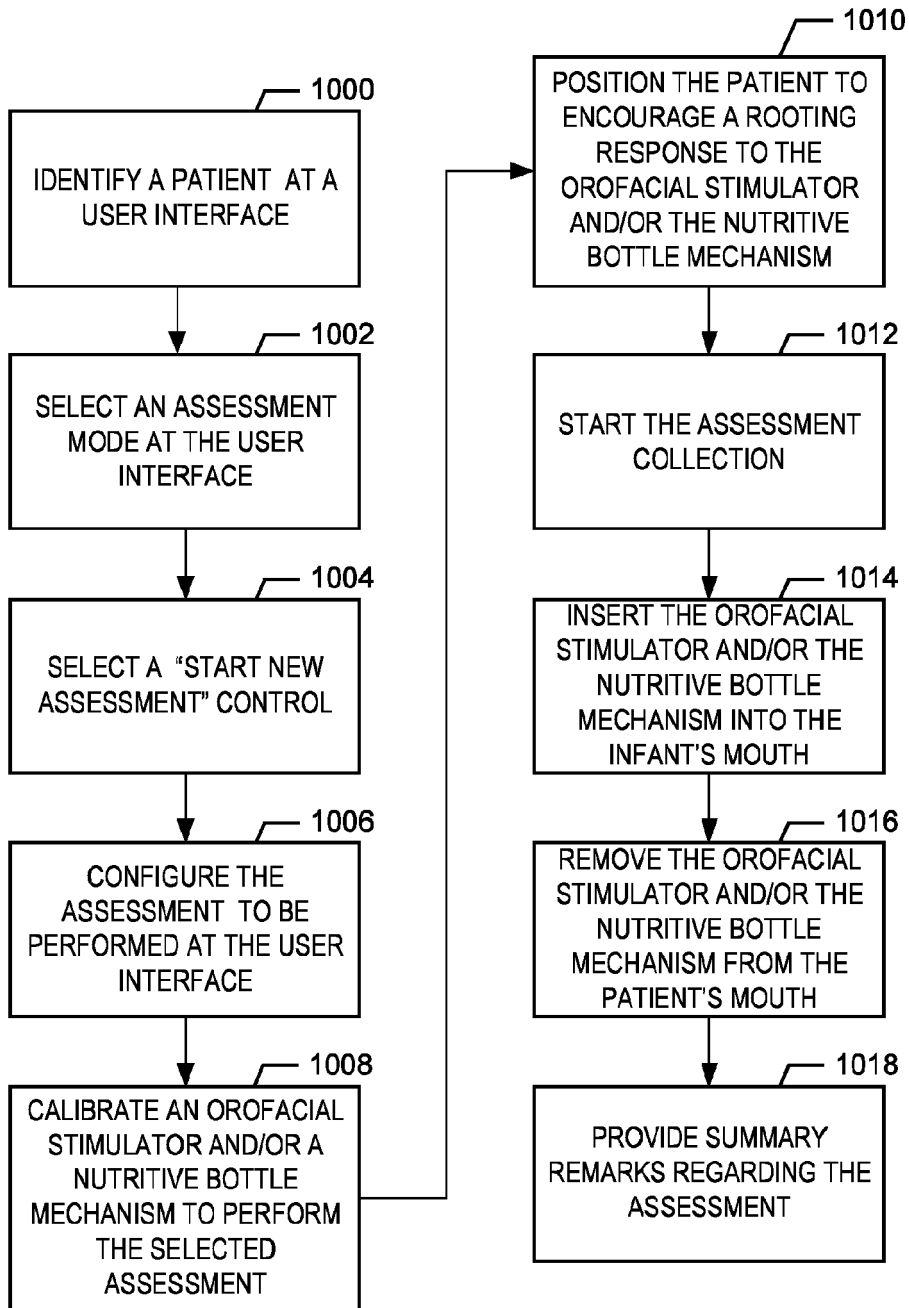 1000
IDENTIFY A PATIENT AT A
USER INTERFACE
1002
SELECT AN ASSESSMENT
MODE AT THE USER
INTERFACE
1004
SELECT A “START NEW
ASSESSMENT” CONTROL
1006
CONFIGURE THE
ASSESSMENT TO BE
PERFORMED AT THE USER
INTERFACE
1008
CALIBRATE AN OROFACIAL
STIMULATOR AND/OR A
NUTRITIVE BOTTLE
MECHANISM TO PERFORM
THE SELECTED
ASSESSMENT
1010
POSITION THE PATIENT TO
ENCOURAGE A ROOTING
RESPONSE TO THE
OROFACIAL STIMULATOR
AND/OR THE NUTRITIVE
BOTTLE MECHANISM
1012
START THE ASSESSMENT
COLLECTION
1014
INSERT THE OROFACIAL
STIMULATOR AND/OR THE
NUTRITIVE BOTTLE
MECHANISM INTO THE
INFANT’S MOUTH
1016
REMOVE THE OROFACIAL
STIMULATOR AND/OR THE
NUTRITIVE BOTTLE
MECHANISM FROM THE
PATIENT’S MOUTH
1018
PROVIDE SUMMARY
REMARKS REGARDING THE
ASSESSMENT